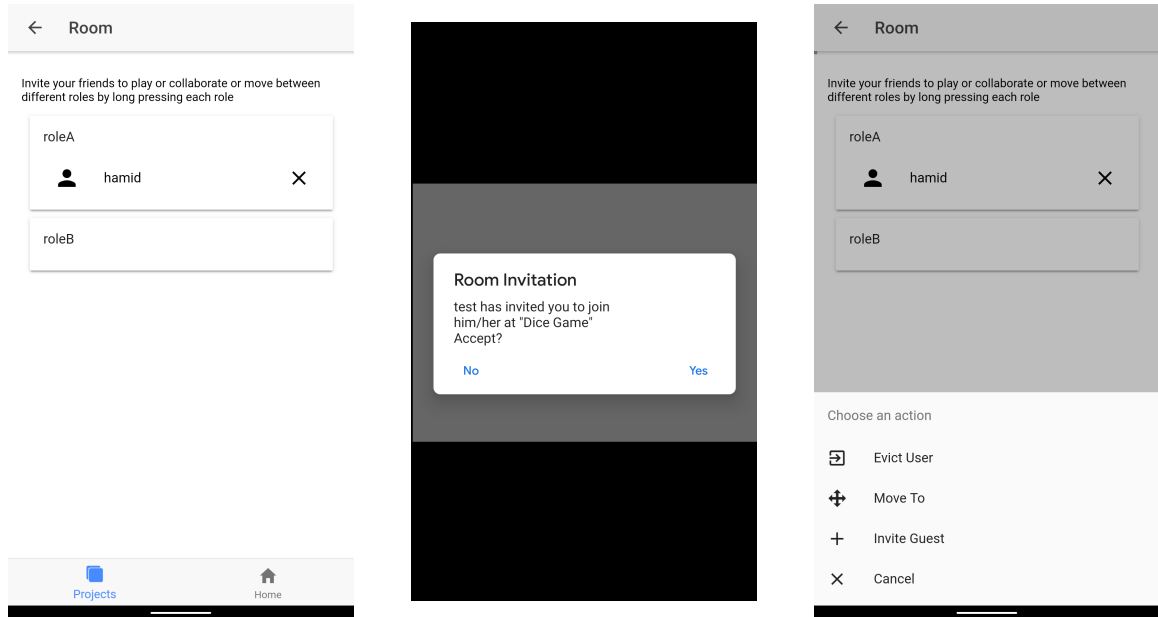 Room
Invite your friends to play or collaborate or move between
different roles by long pressing each role
roleA
hamid
roleB
Projects
Home
Room Invitation
test has invited you to join
him/her at "Dice Game"
Accept?
No
Yes
Room
Invite your friends to play or collaborate or move between
different roles by long pressing each role
roleA
hamid
roleB
Choose an action
Evict User
Move To
Invite Guest
Cancel